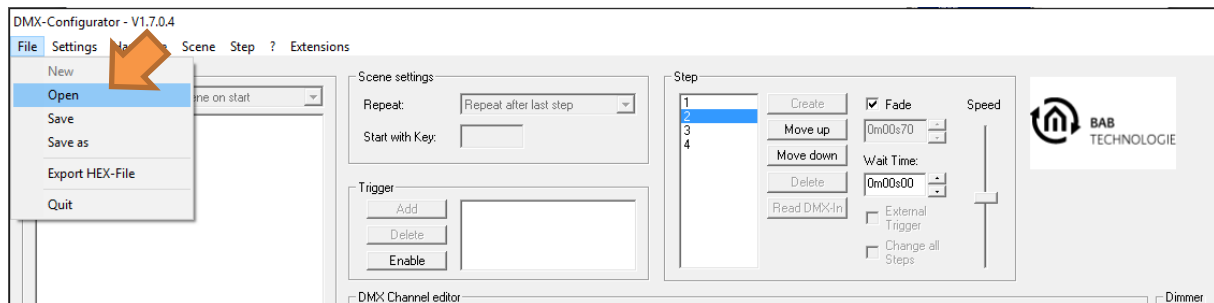 DMX-Configurator - V1.7.0.4
File Settings Scene Step ? Extensions
New
Open
Save
Save as
Export HEX-File
Quit
on start
Scene settings
Repeat: Repeat after last step
Start with Key:
Trigger
Add
Delete
Enable
Step
1
2
3
4
Create
Move up
Move down
Delete
Read DMX-In
Fade
0m00s70
Wait Time:
0m00s00
External
Trigger
Change all
Steps
Speed
BAB
TECHNOLOGIE
DMX Channel editor
Dimmer